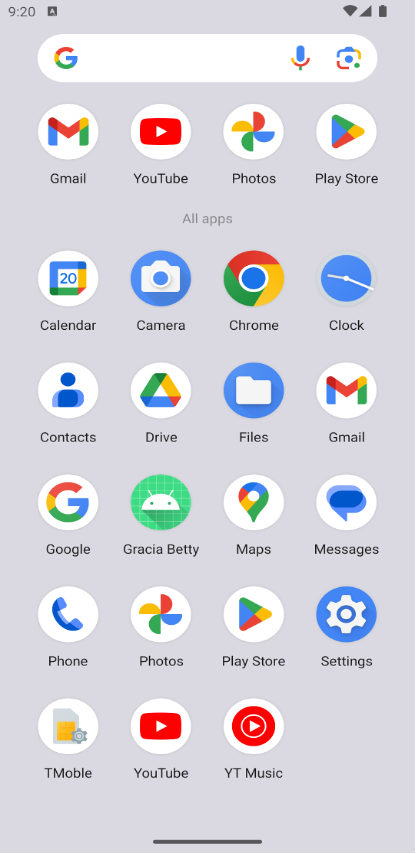 9:20 A
Gmail YouTube Photos Play Store
All apps
20
Calendar Camera Chrome Clock
Contacts Drive Files Gmail
Google Gracia Betty Maps Messages
Phone Photos Play Store Settings
TMoble YouTube YT Music